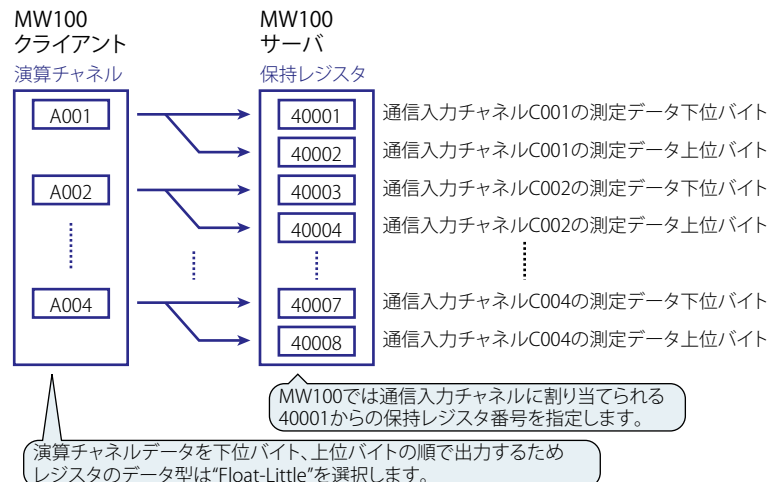 MW100
クライアント
演算チャネル
MW100
サーバ
保持レジスタ
A001
40001
通信入力チャネルC001の測定データ下位バイト
40002
通信入力チャネルC001の測定データ上位バイト
A002
40003
通信入力チャネルC002の測定データ下位バイト
40004
通信入力チャネルC002の測定データ上位バイト
A004
40007
通信入力チャネルC004の測定データ下位バイト
40008
通信入力チャネルC004の測定データ上位バイト
MW100では通信入力チャネルに割り当てられる
40001からの保持レジスタ番号を指定します。
演算チャネルデータを下位バイト、上位バイトの順で出力するため
レジスタのデータ型は“Float-Little”を選択します。